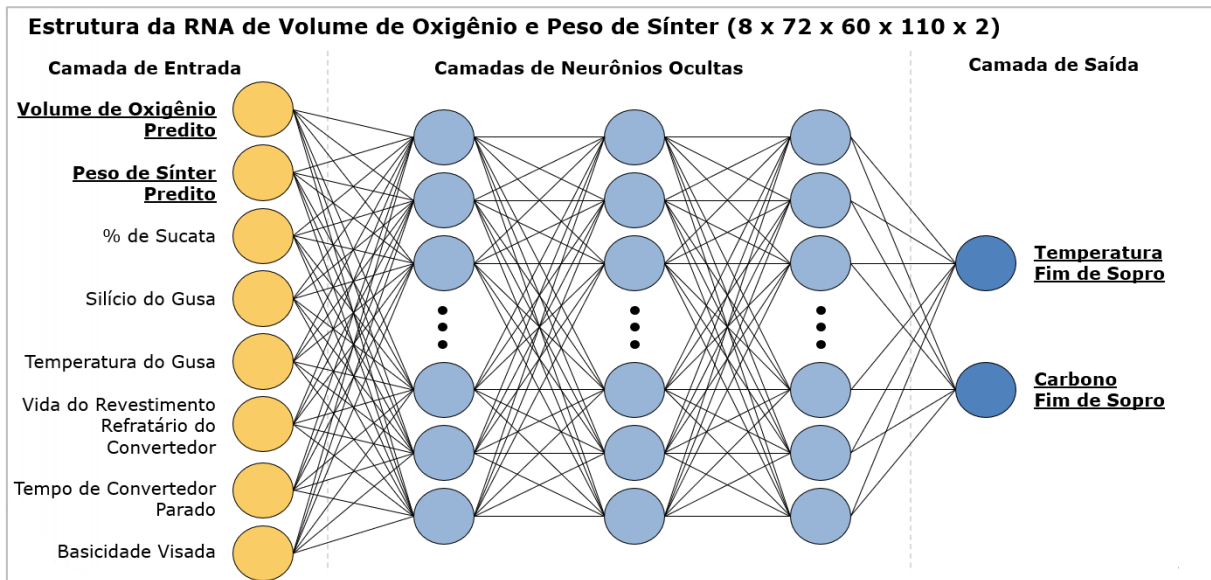 Estrutura da RNA de Volume de Oxigênio e Peso de Sínter (8 x 72 x 60 x 110 x 2)
Camada de Entrada
Camadas de Neurônios Ocultas
Camada de Saída
Volume de Oxigênio
Predito
Peso de Sínter
Predito
% de Sucata
Silício do Gusa
Temperatura do Gusa
Vida do Revestimento
Refratário do
Convertedor
Tempo de Convertedor
Parado
Basicidade Visada
Temperatura
Fim de Sopro
Carbono
Fim de Sopro